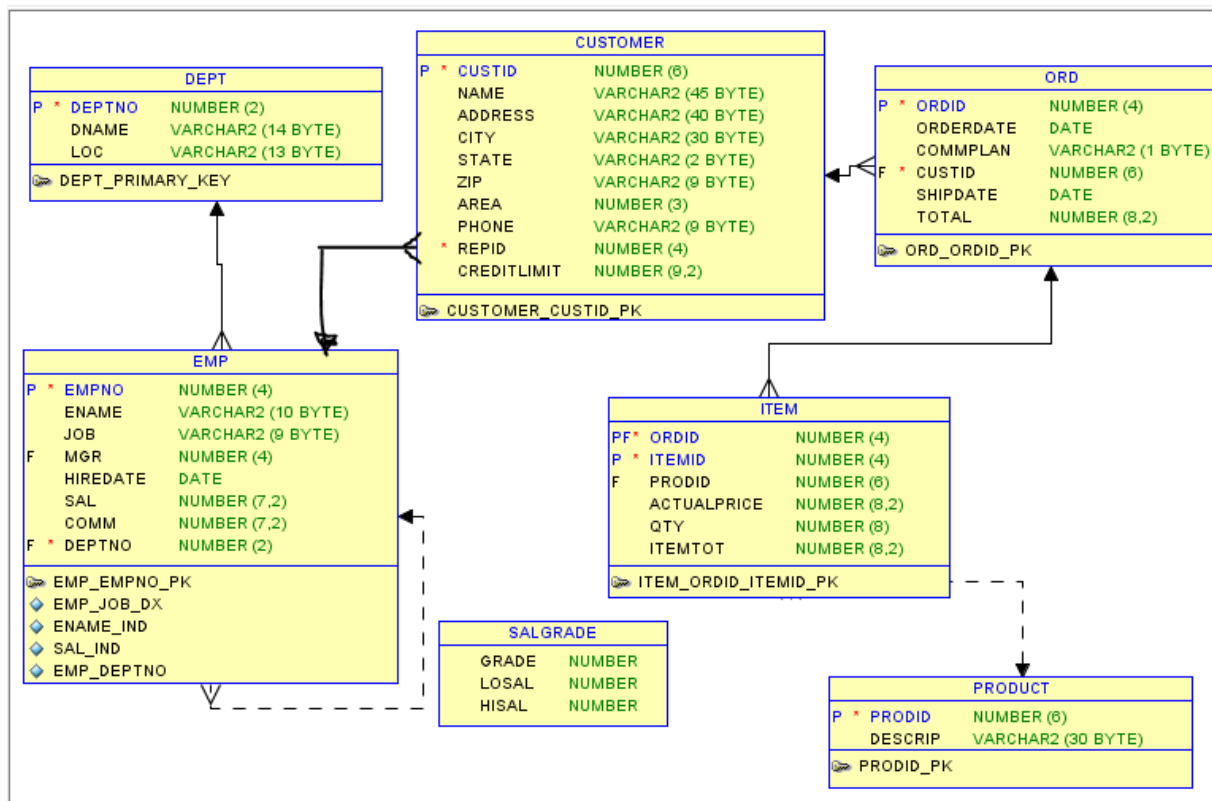 DEPT
P * DEPTNO NUMBER (2)
DNAME VARCHAR2 (14 BYTE)
LOC VARCHAR2 (13 BYTE)
DEPT_PRIMARY_KEY
CUSTOMER
P * CUSTID NUMBER (6)
NAME VARCHAR2 (45 BYTE)
ADDRESS VARCHAR2 (40 BYTE)
CITY VARCHAR2 (30 BYTE)
STATE VARCHAR2 (2 BYTE)
ZIP VARCHAR2 (9 BYTE)
AREA NUMBER (3)
PHONE VARCHAR2 (9 BYTE)
* REPID NUMBER (4)
CREDITLIMIT NUMBER (9,2)
CUSTOMER_CUSTID_PK
ORD
P * ORDID NUMBER (4)
ORDERDATE DATE
COMMPLAN VARCHAR2 (1 BYTE)
F * CUSTID NUMBER (6)
SHIPDATE DATE
TOTAL NUMBER (8,2)
ORD_ORDID_PK
EMP
P * EMPNO NUMBER (4)
ENAME VARCHAR2 (10 BYTE)
JOB VARCHAR2 (9 BYTE)
F MGR NUMBER (4)
HIREDATE DATE
SAL NUMBER (7,2)
COMM NUMBER (7,2)
F * DEPTNO NUMBER (2)
EMP_EMPNO_PK
EMP_JOB_DX
ENAME_IND
SAL_IND
EMP_DEPTNO
ITEM
PF* ORDID NUMBER (4)
P * ITEMID NUMBER (4)
F PRODID NUMBER (6)
ACTUALPRICE NUMBER (8,2)
QTY NUMBER (8)
ITEMTOT NUMBER (8,2)
ITEM_ORDID_ITEMID_PK
SALGRADE
GRADE NUMBER
LOSAL NUMBER
HISAL NUMBER
PRODUCT
P * PRODID NUMBER (6)
DESCRIP VARCHAR2 (30 BYTE)
PRODID_PK